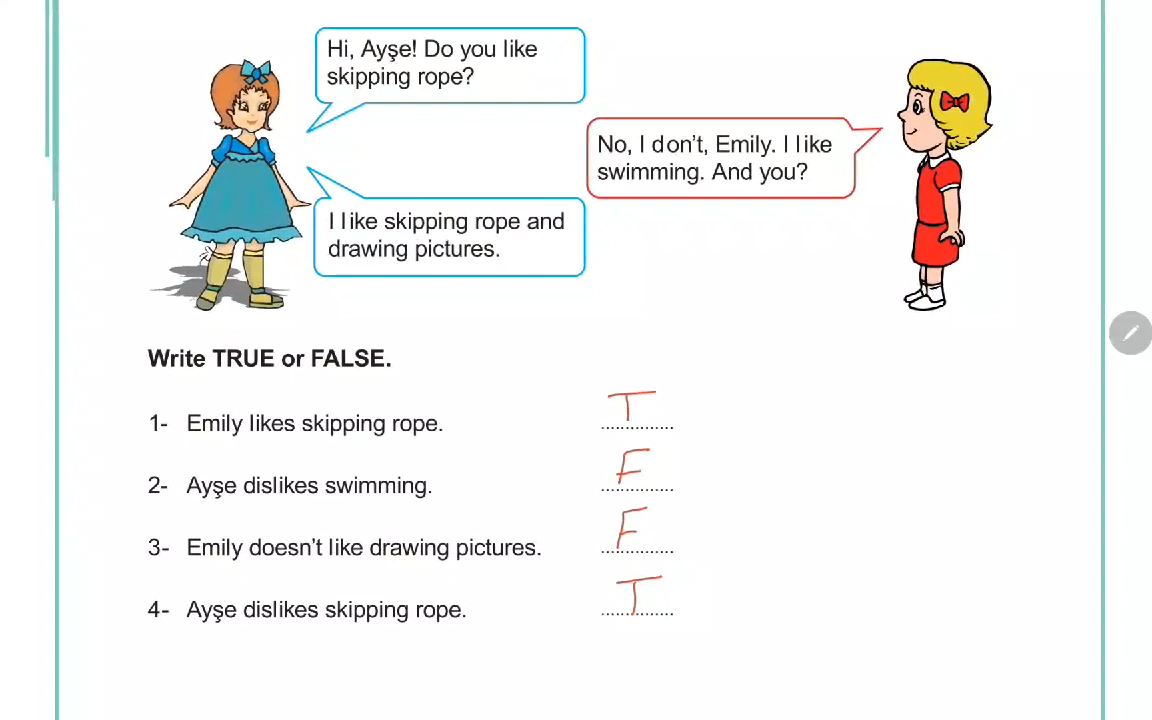 Hi, Ayşe! Do you like
skipping rope?
No, I don't, Emily. I like
swimming. And you?
I like skipping rope and
drawing pictures.
Write TRUE or FALSE.
1- Emily likes skipping rope. ............... T
2- Ayşe dislikes swimming. ............... F
3- Emily doesn't like drawing pictures. ............... F
4- Ayşe dislikes skipping rope. ............... T